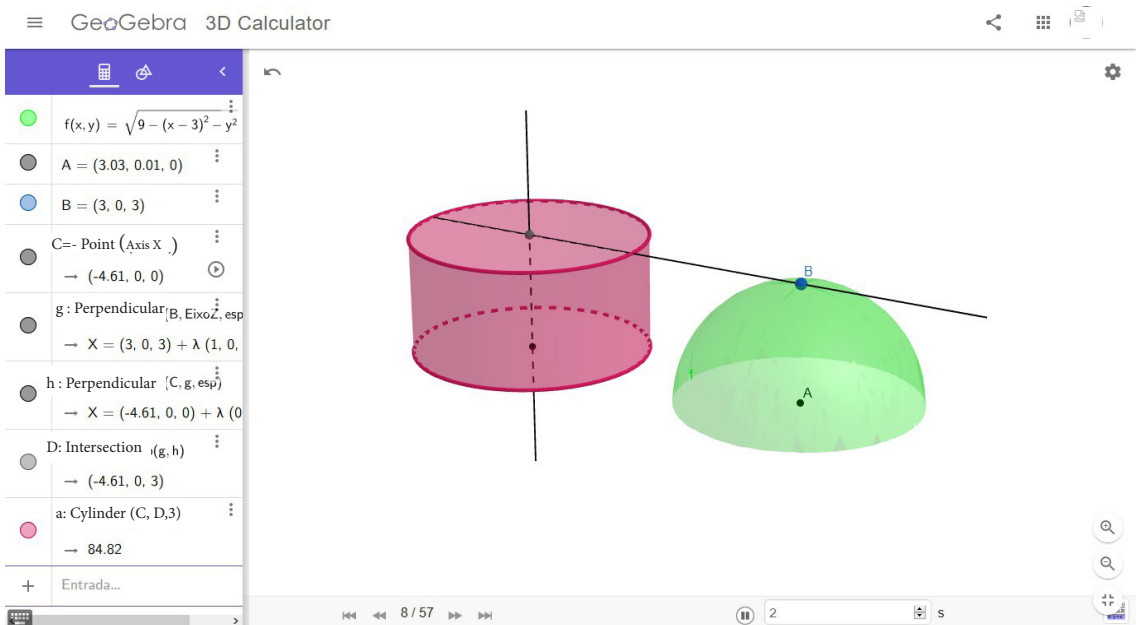 GeoGebra 3D Calculator
f(x, y) = √9 − (x − 3)² − y²
A = (3.03, 0.01, 0)
B = (3, 0, 3)
C=- Point (Axis X )
→ (-4.61, 0, 0)
g : Perpendicular (B, EixoZ, esp
→ X = (3, 0, 3) + λ (1, 0,
h : Perpendicular (C, g, esp)
→ X = (-4.61, 0, 0) + λ (0
D: Intersection (g, h)
→ (-4.61, 0, 3)
a: Cylinder (C, D,3)
→ 84.82
+ Entrada...
B
f
A
8 / 57
2 s